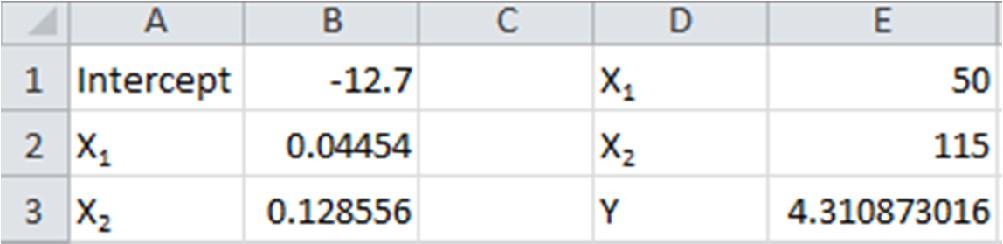 A B C D E
1 Intercept -12.7 X₁ 50
2 X₁ 0.04454 X₂ 115
3 X₂ 0.128556 Y 4.310873016